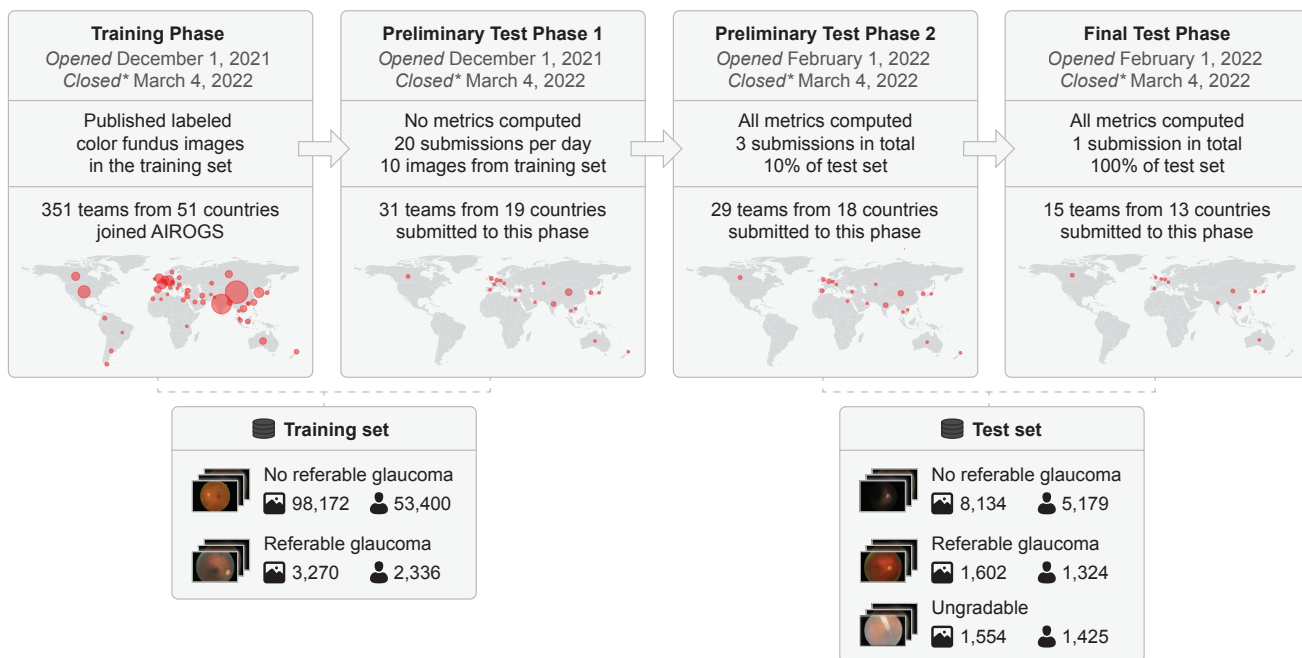 Training Phase
Opened December 1, 2021
Closed* March 4, 2022
Published labeled
color fundus images
in the training set
351 teams from 51 countries
joined AIROGS
Preliminary Test Phase 1
Opened December 1, 2021
Closed* March 4, 2022
No metrics computed
20 submissions per day
10 images from training set
31 teams from 19 countries
submitted to this phase
Preliminary Test Phase 2
Opened February 1, 2022
Closed* March 4, 2022
All metrics computed
3 submissions in total
10% of test set
29 teams from 18 countries
submitted to this phase
Final Test Phase
Opened February 1, 2022
Closed* March 4, 2022
All metrics computed
1 submission in total
100% of test set
15 teams from 13 countries
submitted to this phase
Training set
No referable glaucoma
98,172 53,400
Referable glaucoma
3,270 2,336
Test set
No referable glaucoma
8,134 5,179
Referable glaucoma
1,602 1,324
Ungradable
1,554 1,425